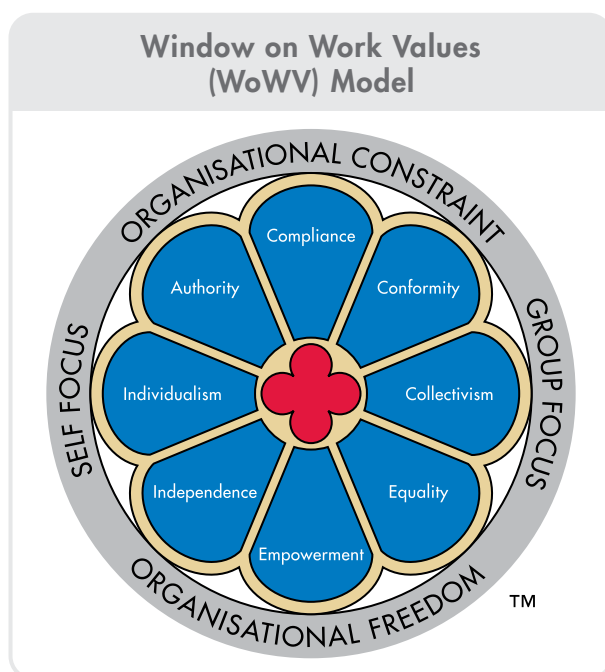 Window on Work Values
(WoWV) Model
ORGANISATIONAL CONSTRAINT
Compliance
Authority
Conformity
SELF FOCUS
GROUP FOCUS
Individualism
Collectivism
Independence
Equality
Empowerment
ORGANISATIONAL FREEDOM
TM